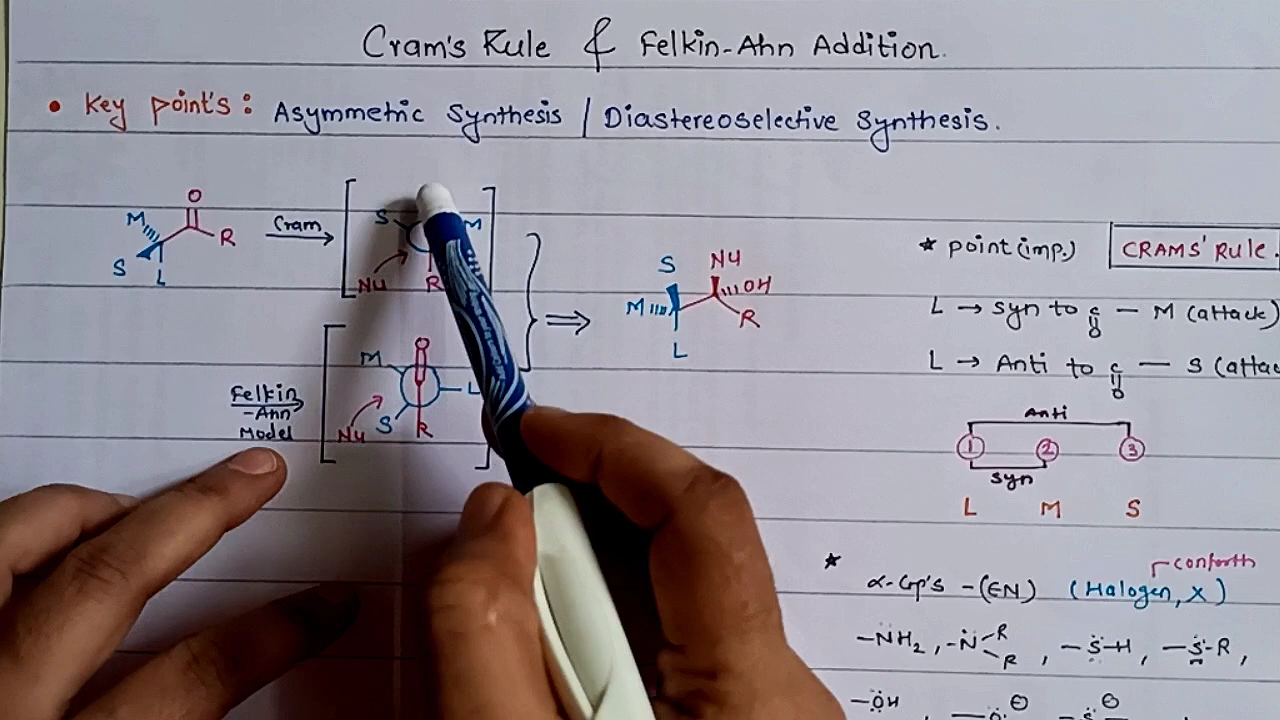 Cram's Rule & Felkin-Ahn Addition.
• Key point's: Asymmetric Synthesis / Diastereoselective Synthesis.
O
M
R
S
L
Cram
S
M
Nu
R
S
Nu
M
OH
R
L
* point (imp.)
CRAMS' RULE.
L → syn to C=O — M (attack)
L → Anti to C=O — S (attac
Felkin
-Ahn
Model
O
M
L
Nu
S
R
Anti
1 2 3
syn
L M S
* α-Gp's -(EN) (Halogen, X)
conforth
-NH2, -N-R R, -S-H, -S-R,
-OH